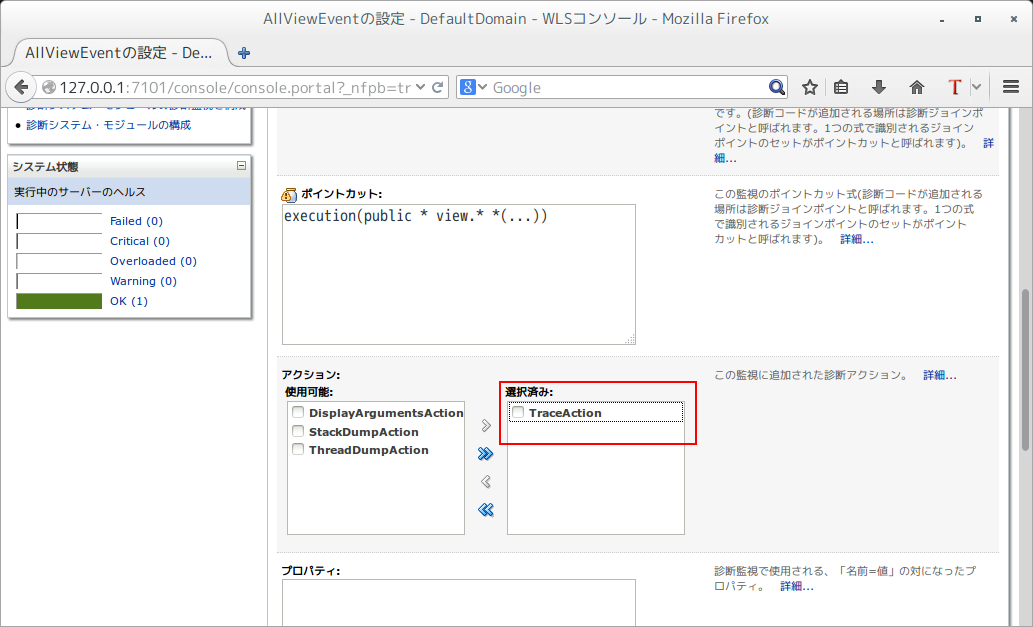 AllViewEventの設定 - DefaultDomain - WLSコンソール - Mozilla Firefox
AllViewEventの設定 - De...
127.0.0.1:7101/console/console.portal?_nfpb=tr
8
Google
T
診断システム・モジュールの構成
システム状態
実行中のサーバーのヘルス
Failed (0)
Critical (0)
Overloaded (0)
Warning (0)
OK (1)
です。(診断コードが追加される場所は診断ジョインポ
イントと呼ばれます。1つの式で識別されるジョイン
ポイントのセットがポイントカットと呼ばれます)。 詳
細...
ポイントカット:
execution(public * view.* *(...))
この監視のポイントカット式(診断コードが追加される
場所は診断ジョインポイントと呼ばれます。1つの式
で識別されるジョインポイントのセットがポイント
カットと呼ばれます)。 詳細...
アクション:
使用可能:
DisplayArgumentsAction
StackDumpAction
ThreadDumpAction
選択済み:
TraceAction
この監視に追加された診断アクション。 詳細...
プロパティ:
診断監視で使用される、「名前=値」の対になったプ
ロパティ。 詳細...